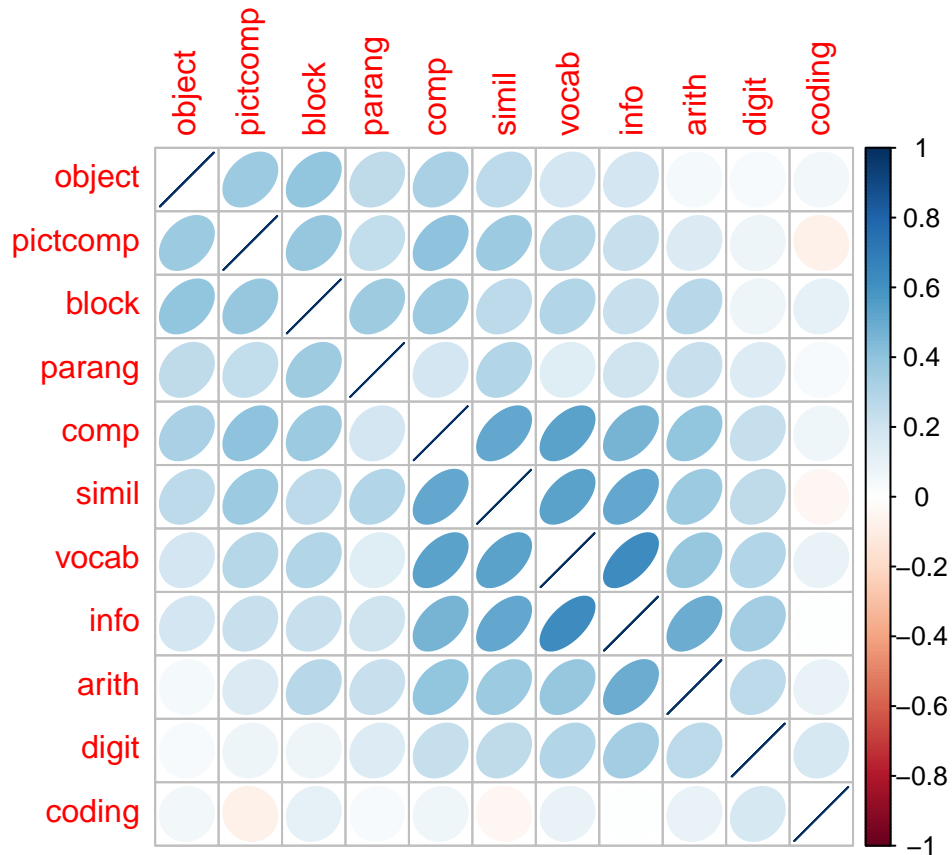 object
pictcomp
block
parang
comp
simil
vocab
info
arith
digit
coding
object
pictcomp
block
parang
comp
simil
vocab
info
arith
digit
coding
1
0.8
0.6
0.4
0.2
0
−0.2
−0.4
−0.6
−0.8
−1